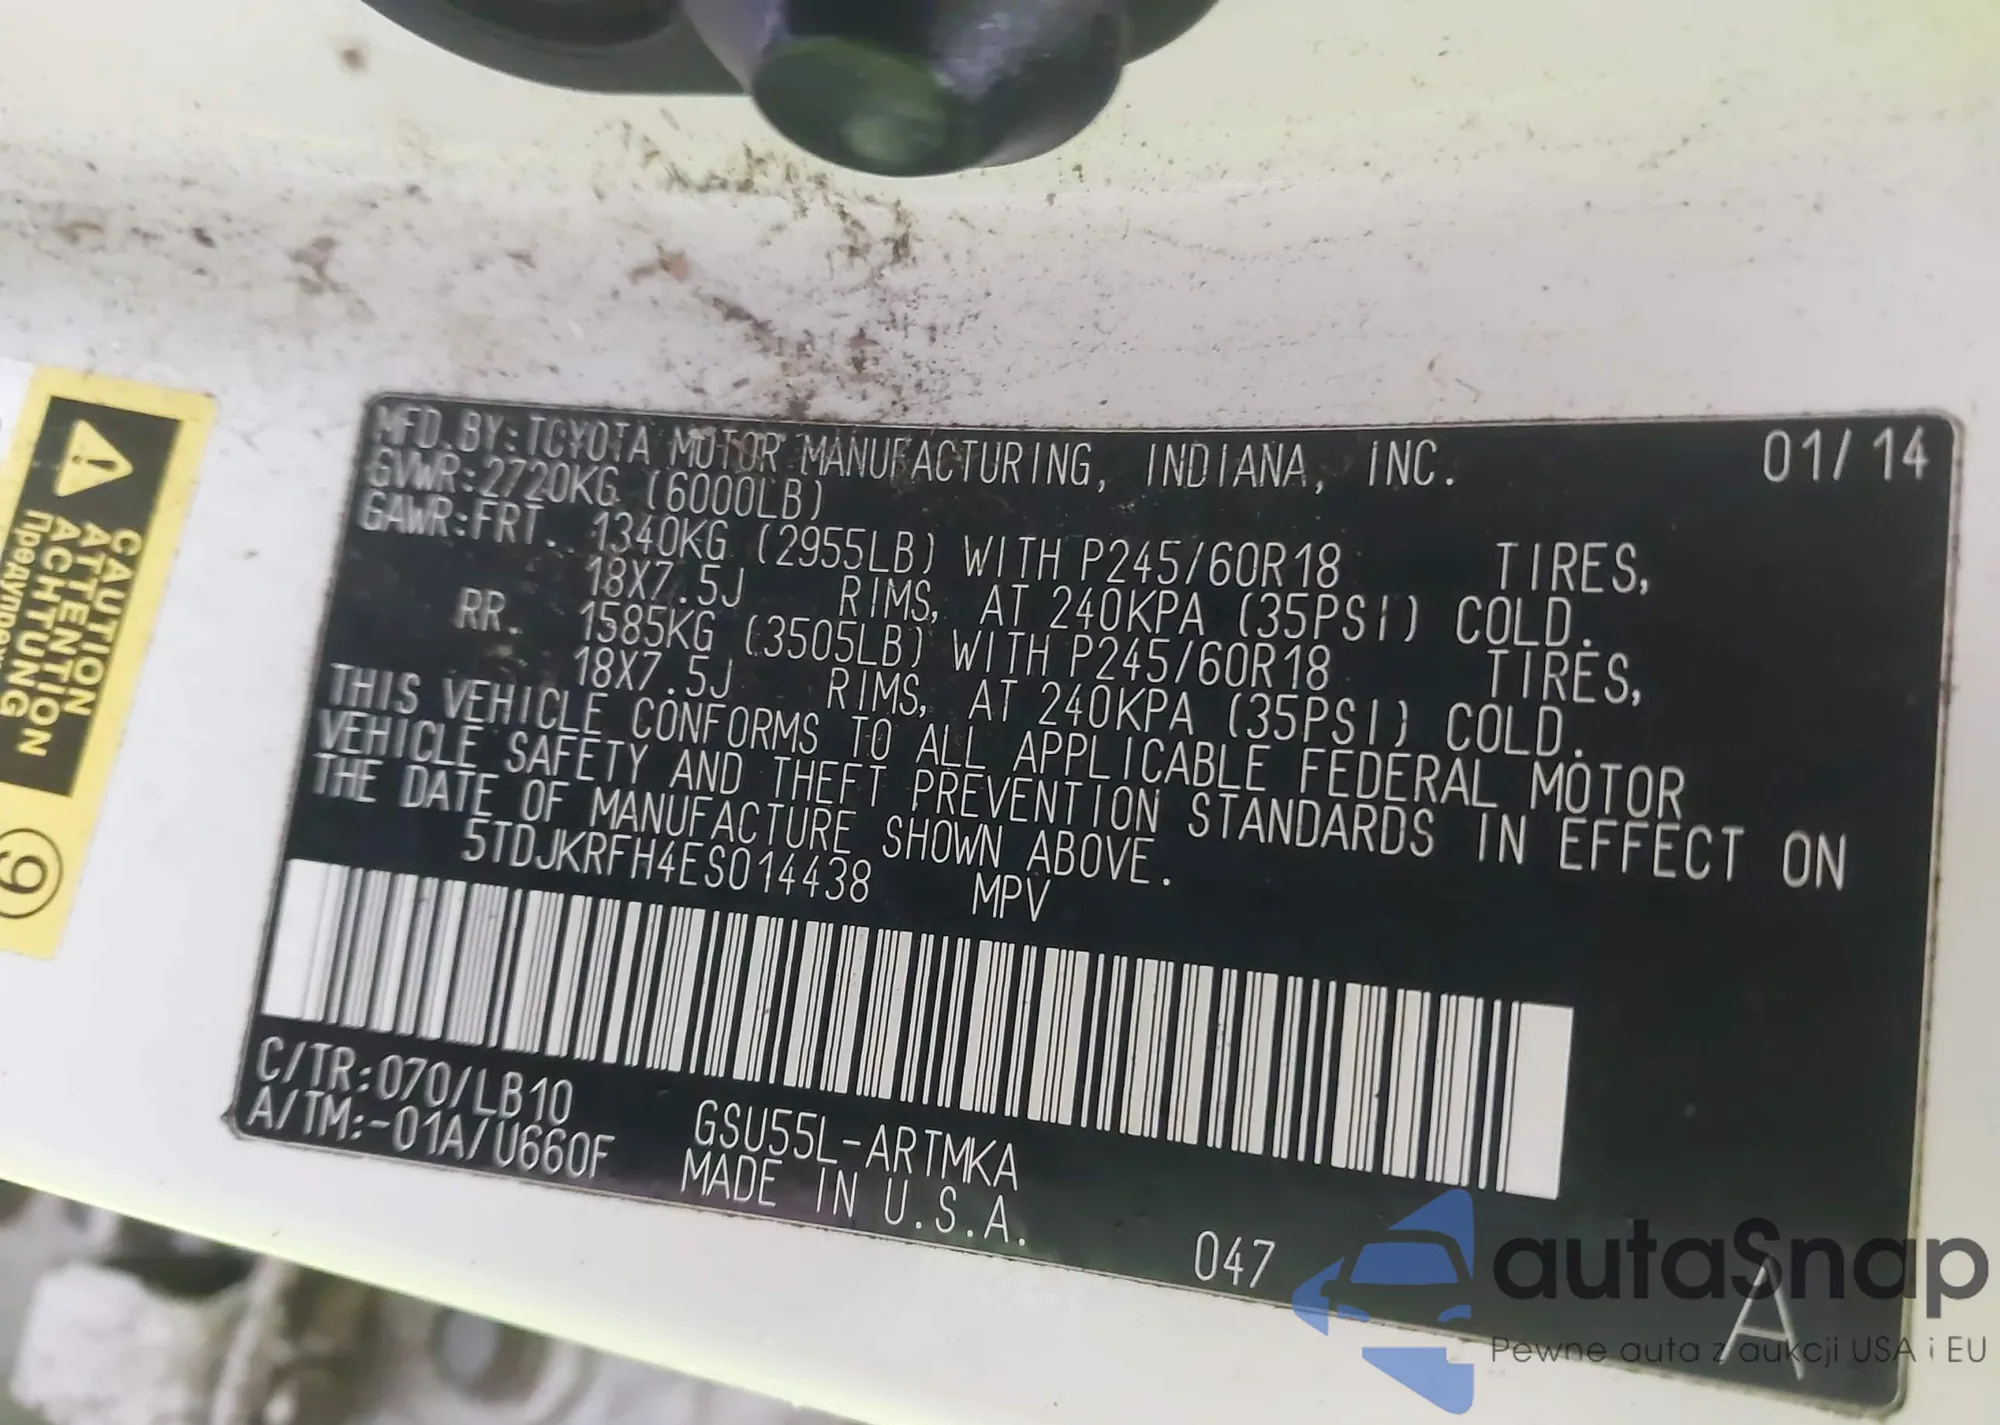 MFD.BY:TOYOTA MOTOR MANUFACTURING, INDIANA, INC. 01/14
GVWR:2720KG (6000LB)
GAWR:FRT. 1340KG (2955LB) WITH P245/60R18 TIRES,
18X7.5J RIMS, AT 240KPA (35PSI) COLD.
RR. 1585KG (3505LB) WITH P245/60R18 TIRES,
18X7.5J RIMS, AT 240KPA (35PSI) COLD.
THIS VEHICLE CONFORMS TO ALL APPLICABLE FEDERAL MOTOR
VEHICLE SAFETY AND THEFT PREVENTION STANDARDS IN EFFECT ON
THE DATE OF MANUFACTURE SHOWN ABOVE.
5TDJKRFH4ES014438 MPV
C/TR:070/LB10
A/TM:-01A/U660F
GSU55L-ARTMKA
MADE IN U.S.A.
047
A
CAUTION
ATTENTION
ACHTUNG
9
autoSnap
Pewne auta z aukcji USA i EU